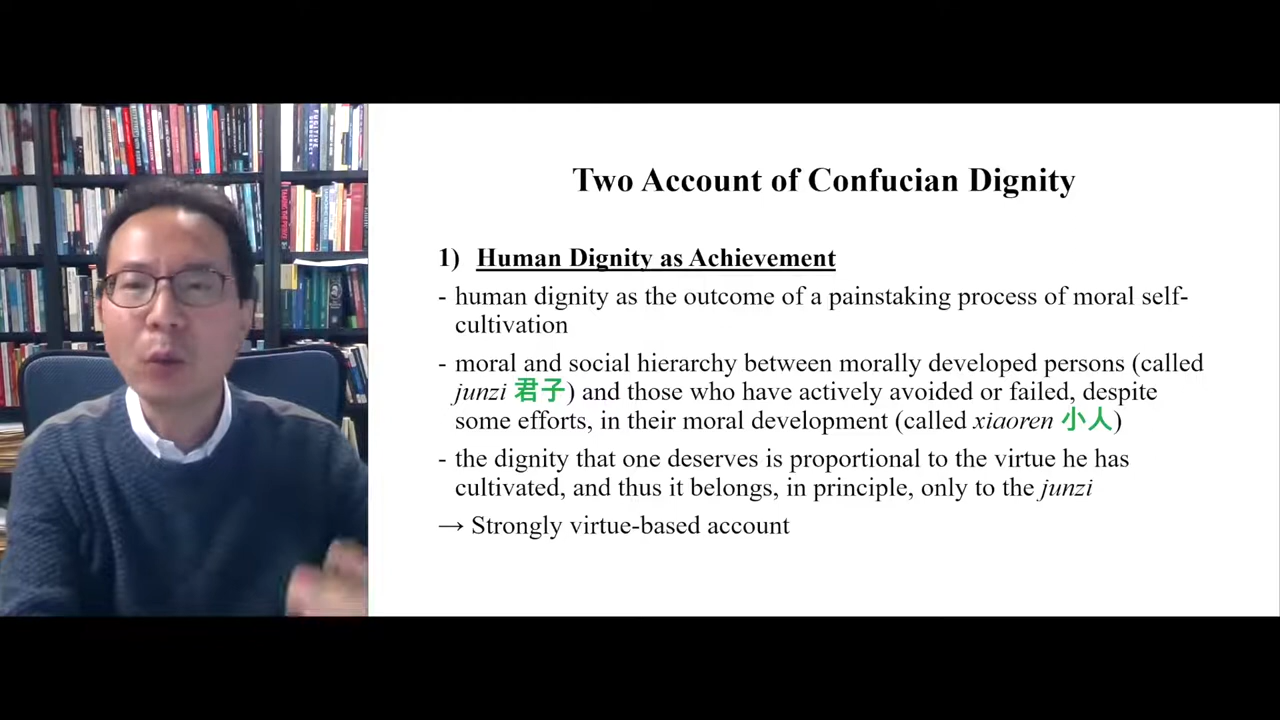 FUGITIVE
DEMOCRACY
Two Account of Confucian Dignity
1) Human Dignity as Achievement
- human dignity as the outcome of a painstaking process of moral self-
cultivation
- moral and social hierarchy between morally developed persons (called
junzi 君子) and those who have actively avoided or failed, despite
some efforts, in their moral development (called xiaoren 小人)
- the dignity that one deserves is proportional to the virtue he has
cultivated, and thus it belongs, in principle, only to the junzi
→ Strongly virtue-based account